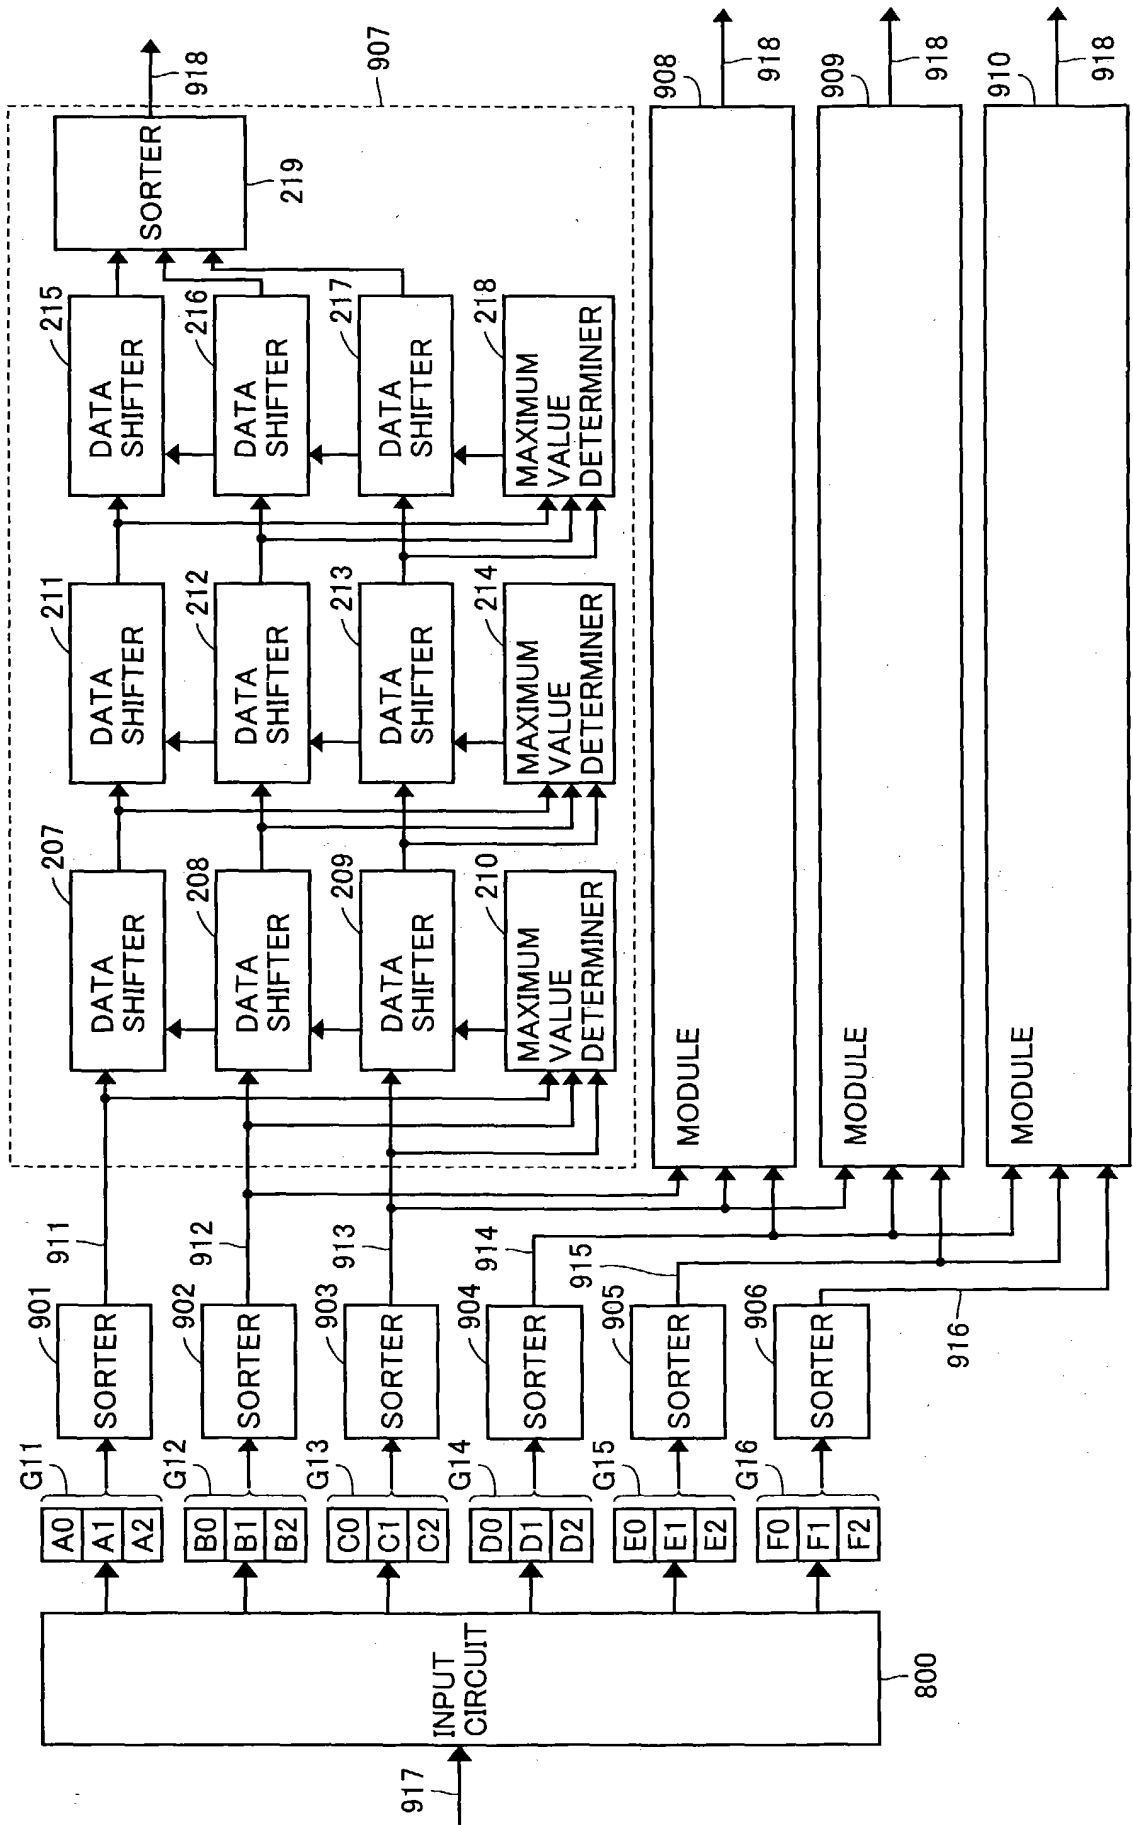 917
INPUT
CIRCUIT
800
A0
A1
A2
G11
B0
B1
B2
G12
C0
C1
C2
G13
D0
D1
D2
G14
E0
E1
E2
G15
F0
F1
F2
G16
SORTER
901
SORTER
902
SORTER
903
SORTER
904
SORTER
905
SORTER
906
911
912
913
914
915
916
DATA
SHIFTER
207
DATA
SHIFTER
208
DATA
SHIFTER
209
MAXIMUM
VALUE
DETERMINER
210
DATA
SHIFTER
211
DATA
SHIFTER
212
DATA
SHIFTER
213
MAXIMUM
VALUE
DETERMINER
214
DATA
SHIFTER
215
DATA
SHIFTER
216
DATA
SHIFTER
217
MAXIMUM
VALUE
DETERMINER
218
SORTER
219
918
907
MODULE
908
918
MODULE
909
918
MODULE
910
918